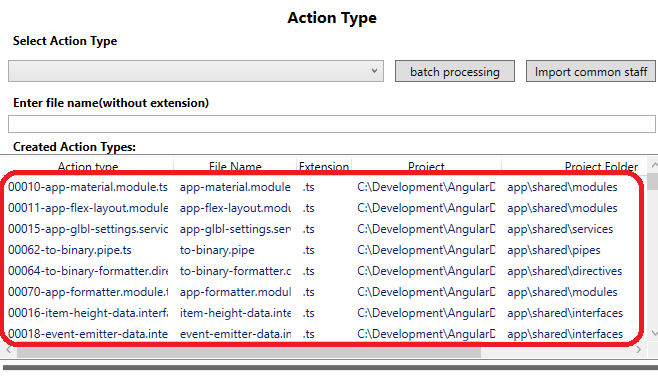 Action Type
Select Action Type
batch processing
Import common staff
Enter file name(without extension)
Created Action Types:
Action type File Name Extension Project Project Folder
00010-app-material.module.ts app-material.module .ts C:\Development\AngularD app\shared\modules
00011-app-flex-layout.module app-flex-layout.module .ts C:\Development\AngularD app\shared\modules
00015-app-glbl-settings.servic app-glbl-settings.serv .ts C:\Development\AngularD app\shared\services
00062-to-binary.pipe.ts to-binary.pipe .ts C:\Development\AngularD app\shared\pipes
00064-to-binary-formatter.dire to-binary-formatter.c .ts C:\Development\AngularD app\shared\directives
00070-app-formatter.module.t app-formatter.module .ts C:\Development\AngularD app\shared\modules
00016-item-height-data.interf item-height-data.inte .ts C:\Development\AngularD app\shared\interfaces
00018-event-emitter-data.inte event-emitter-data.in .ts C:\Development\AngularD app\shared\interfaces